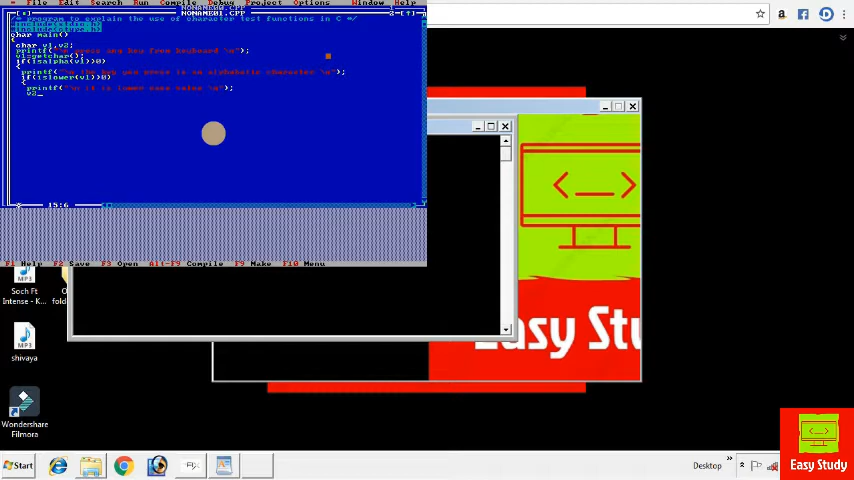 ≡ File Edit Search Run Compile Debug Project Options Window Help
NONAME00.CPP
NONAME01.CPP
/* program to explain the use of character test functions in C */
char main()
{
char v1,v2;
printf("\n press any key from keyboard \n");
v1=getchar();
if(isalpha(v1)>0)
{
printf("\n the key you press is an alphabetic character \n");
if(islower(v1)>0)
{
printf("\n it is lower case value \n");
v2_
15:6
F1 Help F2 Save F3 Open Alt-F9 Compile F9 Make F10 Menu
Soch Ft
Intense - K...
O
fold
shivaya
Wondershare
Filmora
Easy Stu
Start
Desktop
Easy Study